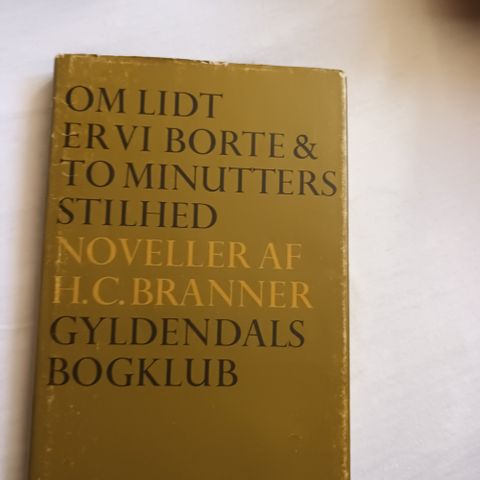 OM LIDT
ER VI BORTE &
TO MINUTTERS
STILHED
NOVELLER AF
H.C. BRANNER
GYLDENDALS
BOGKLUB